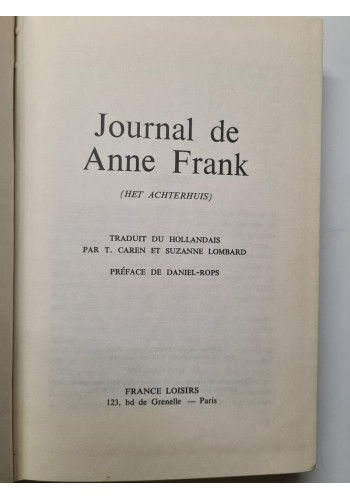 Journal de
Anne Frank
(HET ACHTERHUIS)
TRADUIT DU HOLLANDAIS
PAR T. CAREN ET SUZANNE LOMBARD
PRÉFACE DE DANIEL-ROPS
FRANCE LOISIRS
123, bd de Grenelle — Paris